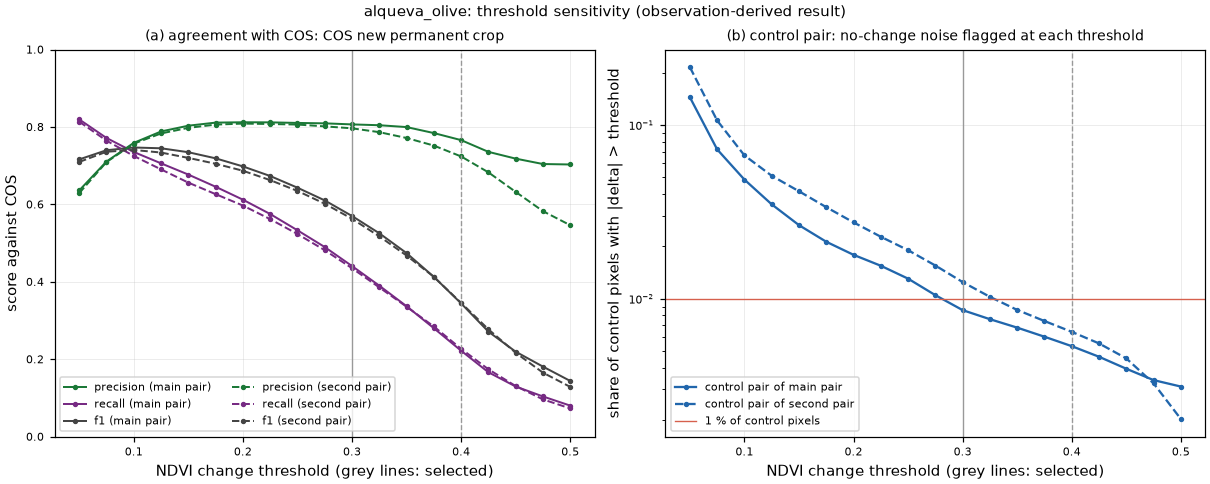 alqueva_olive: threshold sensitivity (observation-derived result)
(a) agreement with COS: COS new permanent crop
score against COS
1.0
0.8
0.6
0.4
0.2
0.0
precision (main pair)
recall (main pair)
f1 (main pair)
precision (second pair)
recall (second pair)
f1 (second pair)
0.1 0.2 0.3 0.4 0.5
NDVI change threshold (grey lines: selected)
(b) control pair: no-change noise flagged at each threshold
share of control pixels with |delta| > threshold
10⁻¹
10⁻²
control pair of main pair
control pair of second pair
1 % of control pixels
0.1 0.2 0.3 0.4 0.5
NDVI change threshold (grey lines: selected)